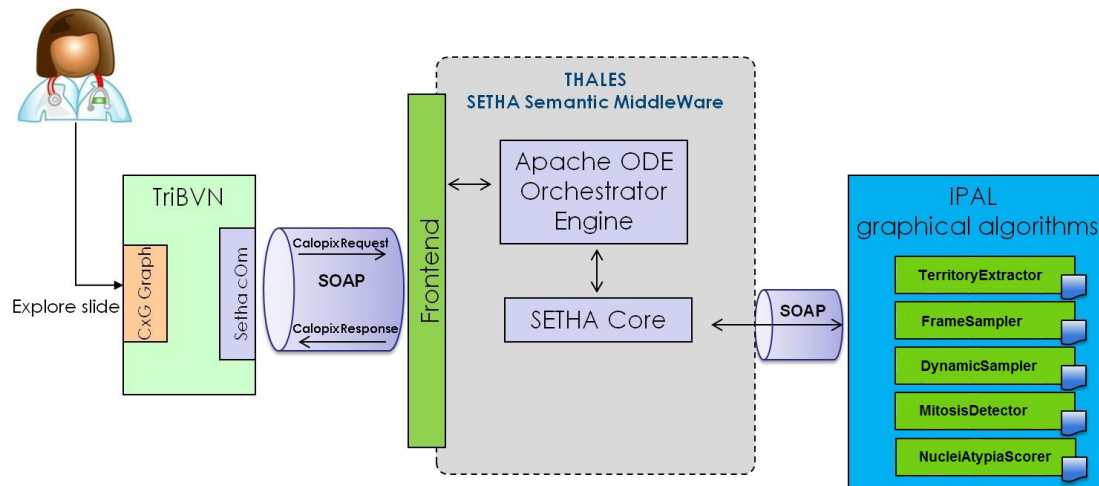 THALES
SETHA Semantic MiddleWare
TriBVN
CxG Graph
Setha cOm
Explore slide
CalopixRequest
SOAP
CalopixResponse
Frontend
Apache ODE
Orchestrator
Engine
SETHA Core
SOAP
IPAL
graphical algorithms
TerritoryExtractor
FrameSampler
DynamicSampler
MitosisDetector
NucleiAtypiaScorer